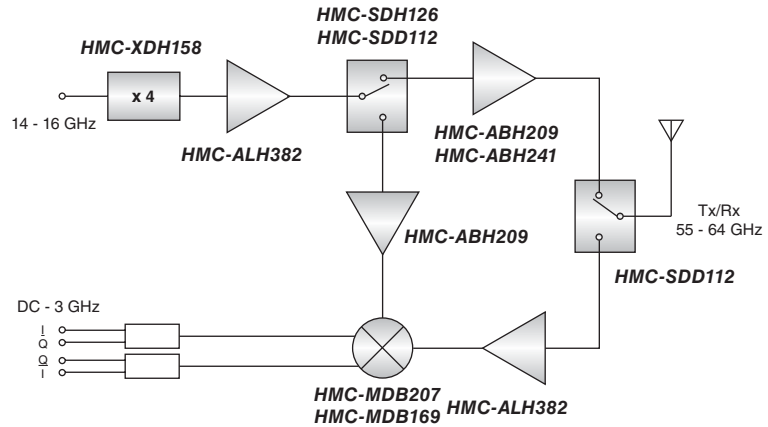 HMC-SDH126
HMC-SDD112
HMC-XDH158
x 4
14 - 16 GHz
HMC-ALH382
HMC-ABH209
HMC-ABH241
Tx/Rx
55 - 64 GHz
HMC-ABH209
HMC-SDD112
DC - 3 GHz
I
Q
Q
I
HMC-MDB207
HMC-MDB169
HMC-ALH382